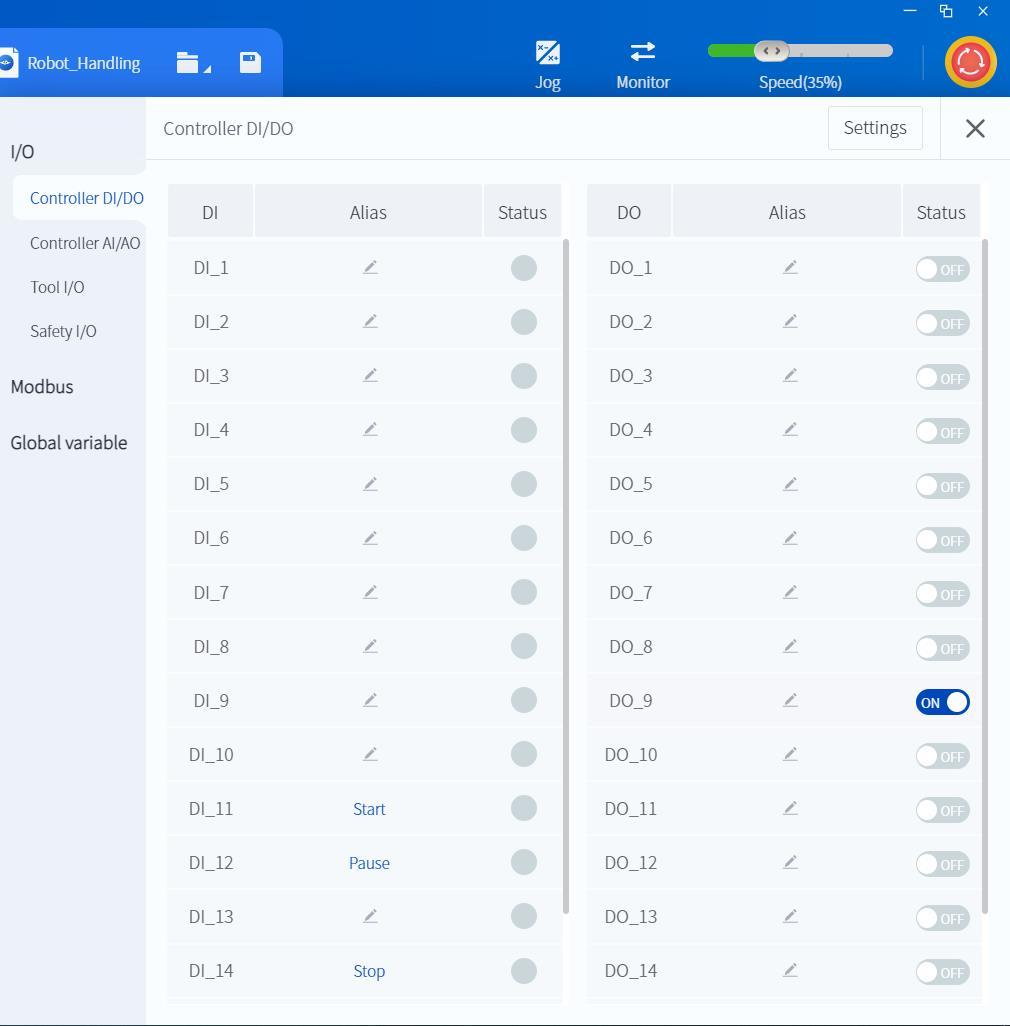 Robot_Handling
Jog
Monitor
Speed(35%)
I/O
Controller DI/DO
Controller AI/AO
Tool I/O
Safety I/O
Modbus
Global variable
Controller DI/DO
Settings
DI Alias Status DO Alias Status
DI_1 DO_1 OFF
DI_2 DO_2 OFF
DI_3 DO_3 OFF
DI_4 DO_4 OFF
DI_5 DO_5 OFF
DI_6 DO_6 OFF
DI_7 DO_7 OFF
DI_8 DO_8 OFF
DI_9 DO_9 ON
DI_10 DO_10 OFF
DI_11 Start DO_11 OFF
DI_12 Pause DO_12 OFF
DI_13 DO_13 OFF
DI_14 Stop DO_14 OFF